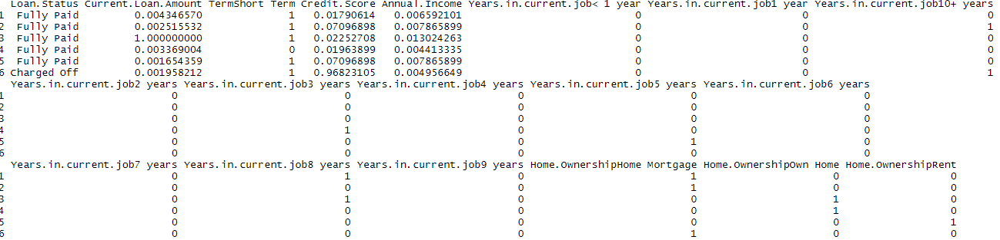 Loan.Status Current.Loan.Amount TermShort Term Credit.Score Annual.Income Years.in.current.job< 1 year Years.in.current.job1 year Years.in.current.job10+ years
1 Fully Paid 0.004346570 1 0.01790614 0.006592101 0 0 0
2 Fully Paid 0.002515532 1 0.07096898 0.007865899 0 0 1
3 Fully Paid 1.000000000 1 0.02252708 0.013024263 0 0 0
4 Fully Paid 0.003369004 0 0.01963899 0.004413335 0 0 0
5 Fully Paid 0.001654359 1 0.07096898 0.007865899 0 0 0
6 Charged Off 0.001958212 1 0.96823105 0.004956649 0 0 1
Years.in.current.job2 years Years.in.current.job3 years Years.in.current.job4 years Years.in.current.job5 years Years.in.current.job6 years
1 0 0 0 0 0
2 0 0 0 0 0
3 0 0 0 0 0
4 0 1 0 0 0
5 0 0 0 1 0
6 0 0 0 0 0
Years.in.current.job7 years Years.in.current.job8 years Years.in.current.job9 years Home.OwnershipHome Mortgage Home.OwnershipOwn Home Home.OwnershipRent
1 0 1 0 1 0 0
2 0 0 0 1 0 0
3 0 1 0 0 1 0
4 0 0 0 0 1 0
5 0 0 0 0 0 1
6 0 0 0 1 0 0